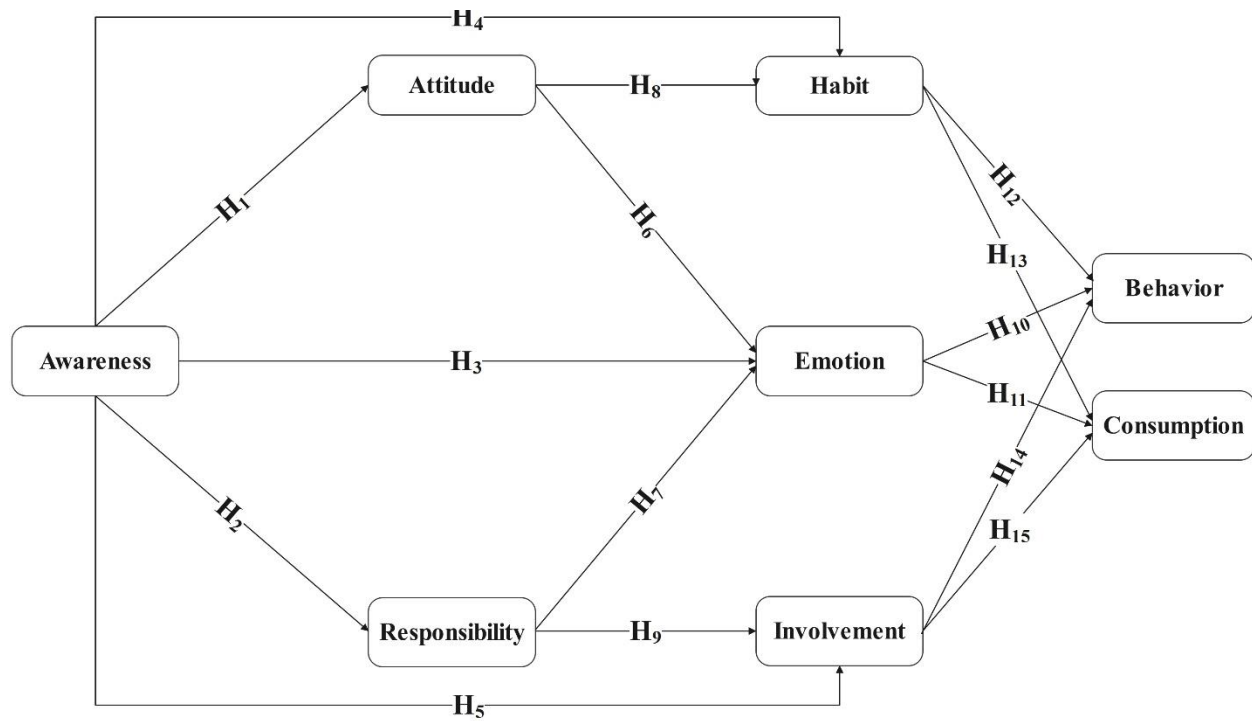 H4
Attitude
H8
Habit
H1
H6
H12
H13
Behavior
Awareness
H3
Emotion
H10
H11
Consumption
H2
H7
H14
H15
Responsibility
H9
Involvement
H5